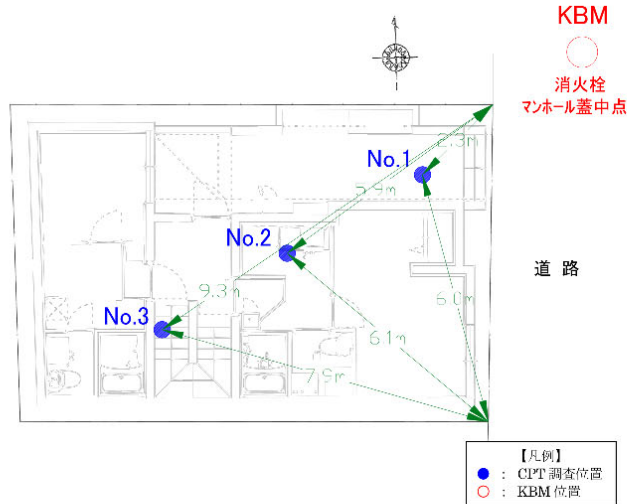 KBM
消火栓
マンホール蓋中点
No.1
2.3m
5.9m
No.2
道路
9.3m
6.0m
No.3
6.1m
7.9m
【凡例】
● : CPT 調査位置
○ : KBM 位置